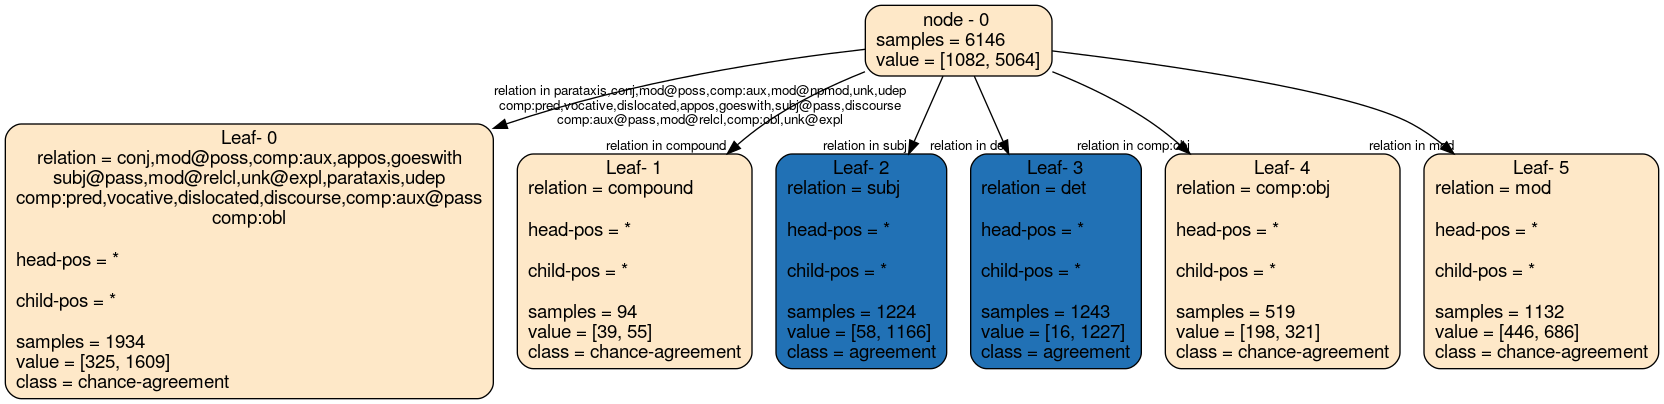 node - 0
samples = 6146
value = [1082, 5064]
relation in parataxis,conj,mod@poss,comp:aux,mod@npmod,unk,udep
comp:pred,vocative,dislocated,appos,goeswith,subj@pass,discourse
comp:aux@pass,mod@relcl,comp:obl,unk@expl
relation in compound
relation in subj
relation in det
relation in comp:obj
relation in mod
Leaf- 0
relation = conj,mod@poss,comp:aux,appos,goeswith
subj@pass,mod@relcl,unk@expl,parataxis,udep
comp:pred,vocative,dislocated,discourse,comp:aux@pass
comp:obl
head-pos = *
child-pos = *
samples = 1934
value = [325, 1609]
class = chance-agreement
Leaf- 1
relation = compound
head-pos = *
child-pos = *
samples = 94
value = [39, 55]
class = chance-agreement
Leaf- 2
relation = subj
head-pos = *
child-pos = *
samples = 1224
value = [58, 1166]
class = agreement
Leaf- 3
relation = det
head-pos = *
child-pos = *
samples = 1243
value = [16, 1227]
class = agreement
Leaf- 4
relation = comp:obj
head-pos = *
child-pos = *
samples = 519
value = [198, 321]
class = chance-agreement
Leaf- 5
relation = mod
head-pos = *
child-pos = *
samples = 1132
value = [446, 686]
class = chance-agreement